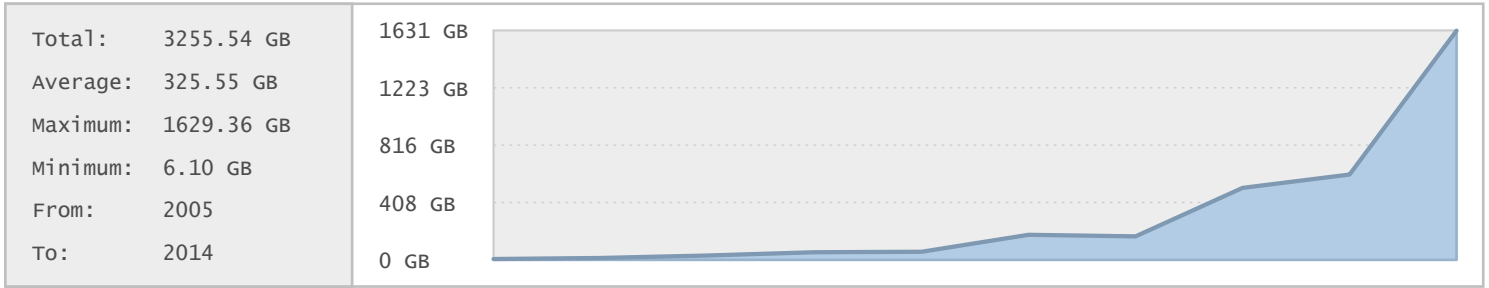 Total: 3255.54 GB
Average: 325.55 GB
Maximum: 1629.36 GB
Minimum: 6.10 GB
From: 2005
To: 2014
1631 GB
1223 GB
816 GB
408 GB
0 GB